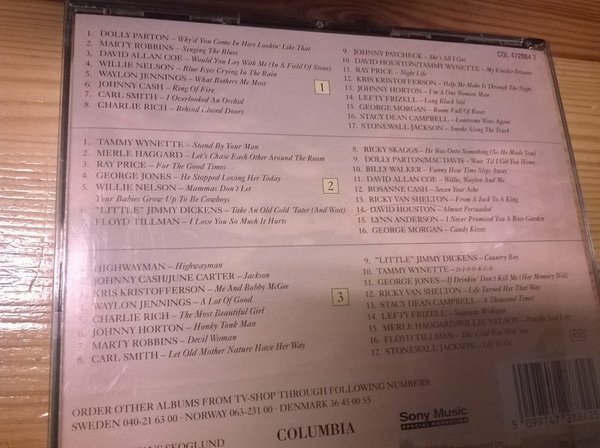 COL 472884 2
1. DOLLY PARTON – Why'd You Come In Here Lookin' Like That
2. MARTY ROBBINS – Singing The Blues
3. DAVID ALLAN COE – Would You Lay With Me (In A Field Of Stone)
4. WILLIE NELSON – Blue Eyes Crying In The Rain
5. WAYLON JENNINGS – What Bothers Me Most
6. JOHNNY CASH – Ring Of Fire
7. CARL SMITH – I Overlooked An Orchid
8. CHARLIE RICH – Behind Closed Doors
1
9. JOHNNY PAYCHECK – She's All I Got
10. DAVID HOUSTON/TAMMY WYNETTE – My Elusive Dreams
11. RAY PRICE – Night Life
12. KRIS KRISTOFFERSON – Help Me Make It Through The Night
13. JOHNNY HORTON – I'm A One Woman Man
14. LEFTY FRIZELL – Long Black Veil
15. GEORGE MORGAN – Room Full Of Roses
16. STACY DEAN CAMPBELL – Lonesome Wins Again
17. STONEWALL JACKSON – Smoke Along The Track
1. TAMMY WYNETTE – Stand By Your Man
2. MERLE HAGGARD – Let's Chase Each Other Around The Room
3. RAY PRICE – For The Good Times
4. GEORGE JONES – He Stopped Loving Her Today
5. WILLIE NELSON – Mammas Don't Let
Your Babies Grow Up To Be Cowboys
6. "LITTLE" JIMMY DICKENS – Take An Old Cold 'Tater (And Wait)
FLOYD TILLMAN – I Love You So Much It Hurts
2
8. RICKY SKAGGS – He Was Onto Something (So He Made You)
9. DOLLY PARTON/MAC DAVIS – Wait 'Til I Get You Home
10. BILLY WALKER – Funny How Time Slips Away
11. DAVID ALLAN COE – Willie, Waylon And Me
12. ROSANNE CASH – Seven Year Ache
13. RICKY VAN SHELTON – From A Jack To A King
14. DAVID HOUSTON – Almost Persuaded
15. LYNN ANDERSON – I Never Promised You A Rose Garden
16. GEORGE MORGAN – Candy Kisses
HIGHWAYMAN – Highwayman
JOHNNY CASH/JUNE CARTER – Jackson
KRIS KRISTOFFERSON – Me And Bobby McGee
WAYLON JENNINGS – A Lot Of Good
CHARLIE RICH – The Most Beautiful Girl
JOHNNY HORTON – Honky Tonk Man
7. MARTY ROBBINS – Devil Woman
8. CARL SMITH – Let Old Mother Nature Have Her Way
3
9. "LITTLE" JIMMY DICKENS – Country Boy
10. TAMMY WYNETTE – D-I-V-O-R-C-E
11. GEORGE JONES – If Drinkin' Don't Kill Me (Her Memory Will)
12. RICKY VAN SHELTON – Life Turned Her That Way
13. STACY DEAN CAMPBELL – A Thousand Times
14. LEFTY FRIZELL – Saginaw Michigan
15. MERLE HAGGARD/WILLIE NELSON – Pancho And Lefty
16. FLOYD TILLMAN – This Cold War With You
17. STONEWALL JACKSON – Life To Go
ORDER OTHER ALBUMS FROM TV-SHOP THROUGH FOLLOWING NUMBERS:
SWEDEN 040-21 63 00 - NORWAY 063-231 00 - DENMARK 36 45 00 55
SKOGLUND
COLUMBIA
Sony Music
SPECIAL MARKETING